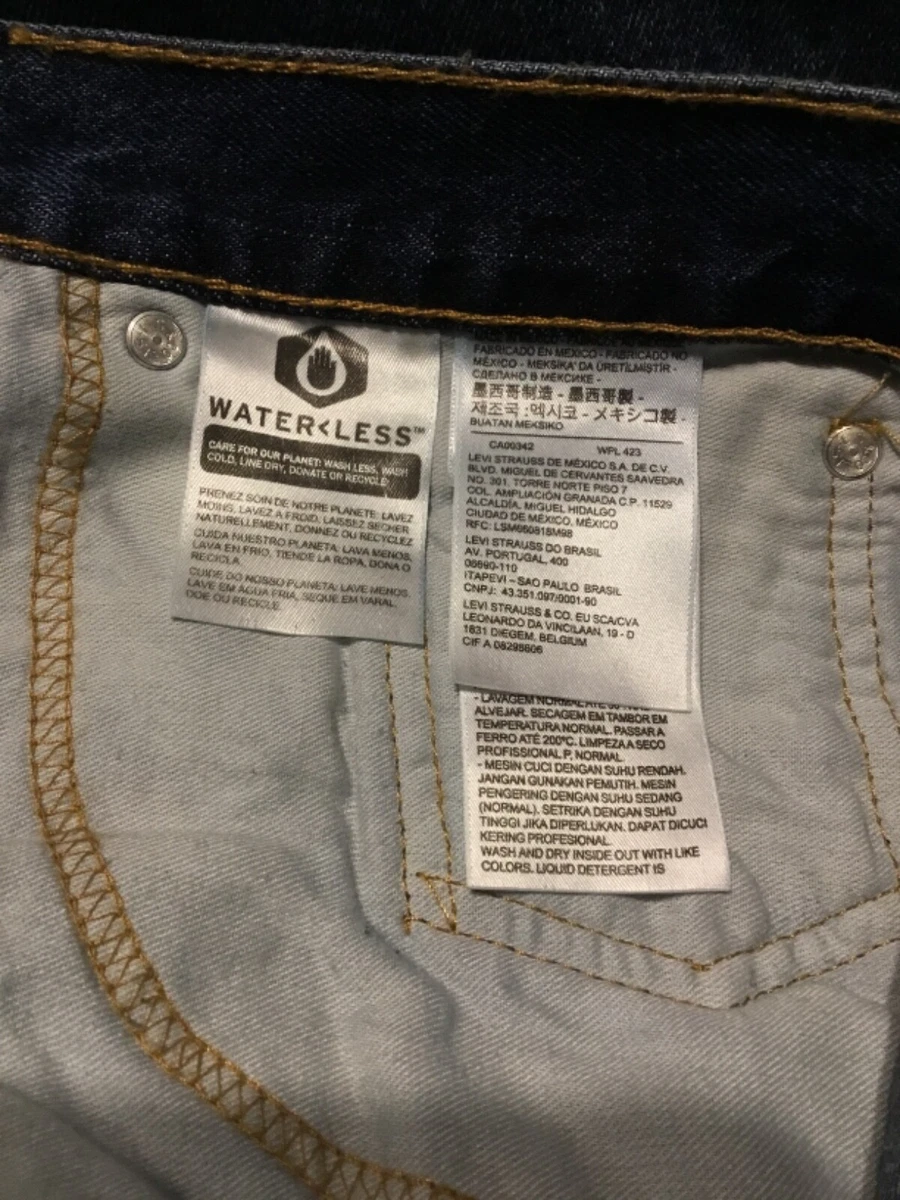 WATER<LESS™
CARE FOR OUR PLANET: WASH LESS, WASH
COLD, LINE DRY, DONATE OR RECYCLE
PRENEZ SOIN DE NOTRE PLANETE: LAVEZ
MOINS, LAVEZ A FROID, LAISSEZ SECHER
NATURELLEMENT, DONNEZ OU RECYCLEZ
CUIDA NUESTRO PLANETA: LAVA MENOS,
LAVA EN FRIO, TIENDE LA ROPA, DONA O
RECICLA.
CUIDE DO NOSSO PLANETA: LAVE MENOS,
LAVE EM AGUA FRIA, SEQUE EM VARAL,
DOE OU RECICLE.
FABRICADO EN MEXICO - FABRICADO NO
MÉXICO - MEKSIKA'DA ÜRETILMIŞTIR -
СДЕЛАНО В МЕКСИКЕ -
墨西哥制造 - 墨西哥製 -
제조국 :멕시코 - メキシコ製 -
BUATAN MEKSIKO
CA00342 WPL 423
LEVI STRAUSS DE MÉXICO S.A. DE C.V.
BLVD. MIGUEL DE CERVANTES SAAVEDRA
NO. 301, TORRE NORTE PISO 7
COL. AMPLIACIÓN GRANADA C.P. 11529
ALCALDÍA. MIGUEL HIDALGO
CIUDAD DE MÉXICO, MÉXICO
RFC: LSM660818M98
LEVI STRAUSS DO BRASIL
AV. PORTUGAL, 400
06690-110
ITAPEVI – SAO PAULO BRASIL
CNPJ: 43.351.097/0001-90
LEVI STRAUSS & CO. EU SCA/CVA
LEONARDO DA VINCILAAN, 19 - D
1831 DIEGEM, BELGIUM
CIF A 08298606
- LAVAGEM NORMAL ATÉ
ALVEJAR. SECAGEM EM TAMBOR EM
TEMPERATURA NORMAL. PASSAR A
FERRO ATÉ 200ºC. LIMPEZA A SECO
PROFISSIONAL P, NORMAL.
- MESIN CUCI DENGAN SUHU RENDAH.
JANGAN GUNAKAN PEMUTIH. MESIN
PENGERING DENGAN SUHU SEDANG
(NORMAL). SETRIKA DENGAN SUHU
TINGGI JIKA DIPERLUKAN. DAPAT DICUCI
KERING PROFESIONAL.
WASH AND DRY INSIDE OUT WITH LIKE
COLORS. LIQUID DETERGENT IS